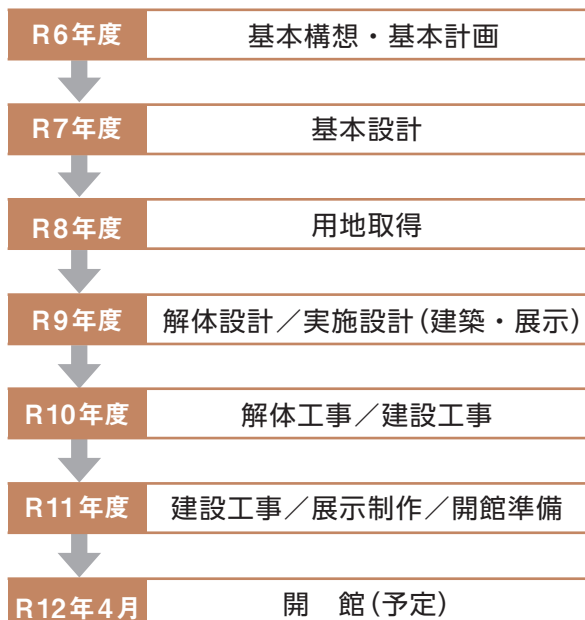 R6年度 基本構想・基本計画
R7年度 基本設計
R8年度 用地取得
R9年度 解体設計／実施設計(建築・展示)
R10年度 解体工事／建設工事
R11年度 建設工事／展示制作／開館準備
R12年4月 開　館(予定)